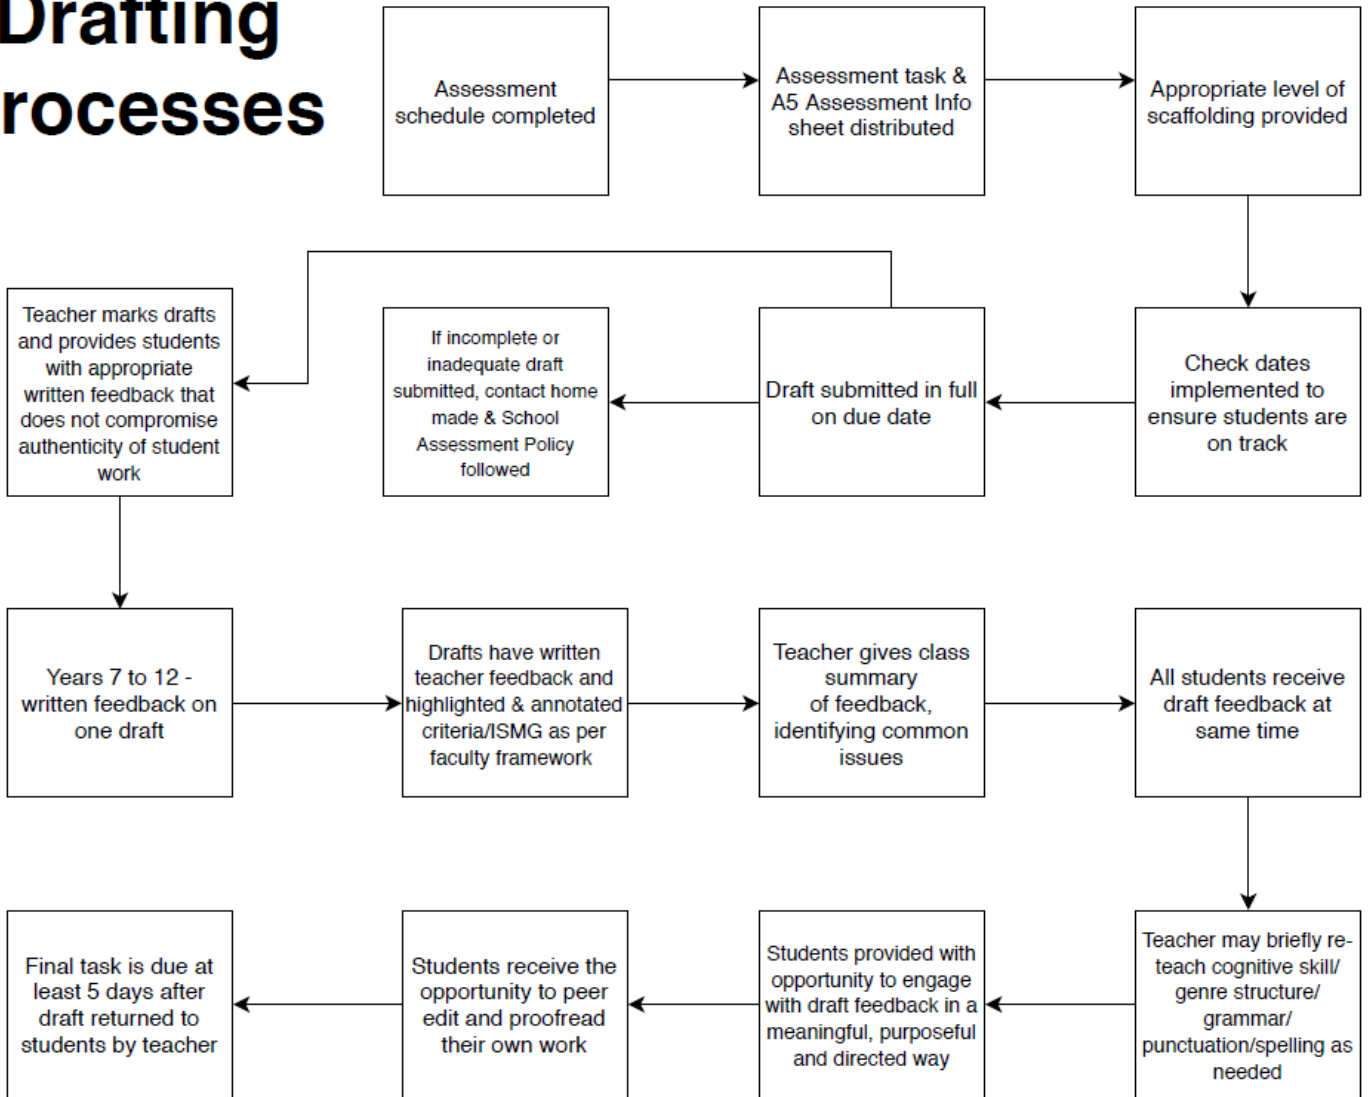 Drafting
rocesses
Assessment
schedule completed
Assessment task &
A5 Assessment Info
sheet distributed
Appropriate level of
scaffolding provided
Teacher marks drafts
and provides students
with appropriate
written feedback that
does not compromise
authenticity of student
work
If incomplete or
inadequate draft
submitted, contact home
made & School
Assessment Policy
followed
Draft submitted in full
on due date
Check dates
implemented to
ensure students are
on track
Years 7 to 12 -
written feedback on
one draft
Drafts have written
teacher feedback and
highlighted & annotated
criteria/ISMG as per
faculty framework
Teacher gives class
summary
of feedback,
identifying common
issues
All students receive
draft feedback at
same time
Final task is due at
least 5 days after
draft returned to
students by teacher
Students receive the
opportunity to peer
edit and proofread
their own work
Students provided with
opportunity to engage
with draft feedback in a
meaningful, purposeful
and directed way
Teacher may briefly re-
teach cognitive skill/
genre structure/
grammar/
punctuation/spelling as
needed